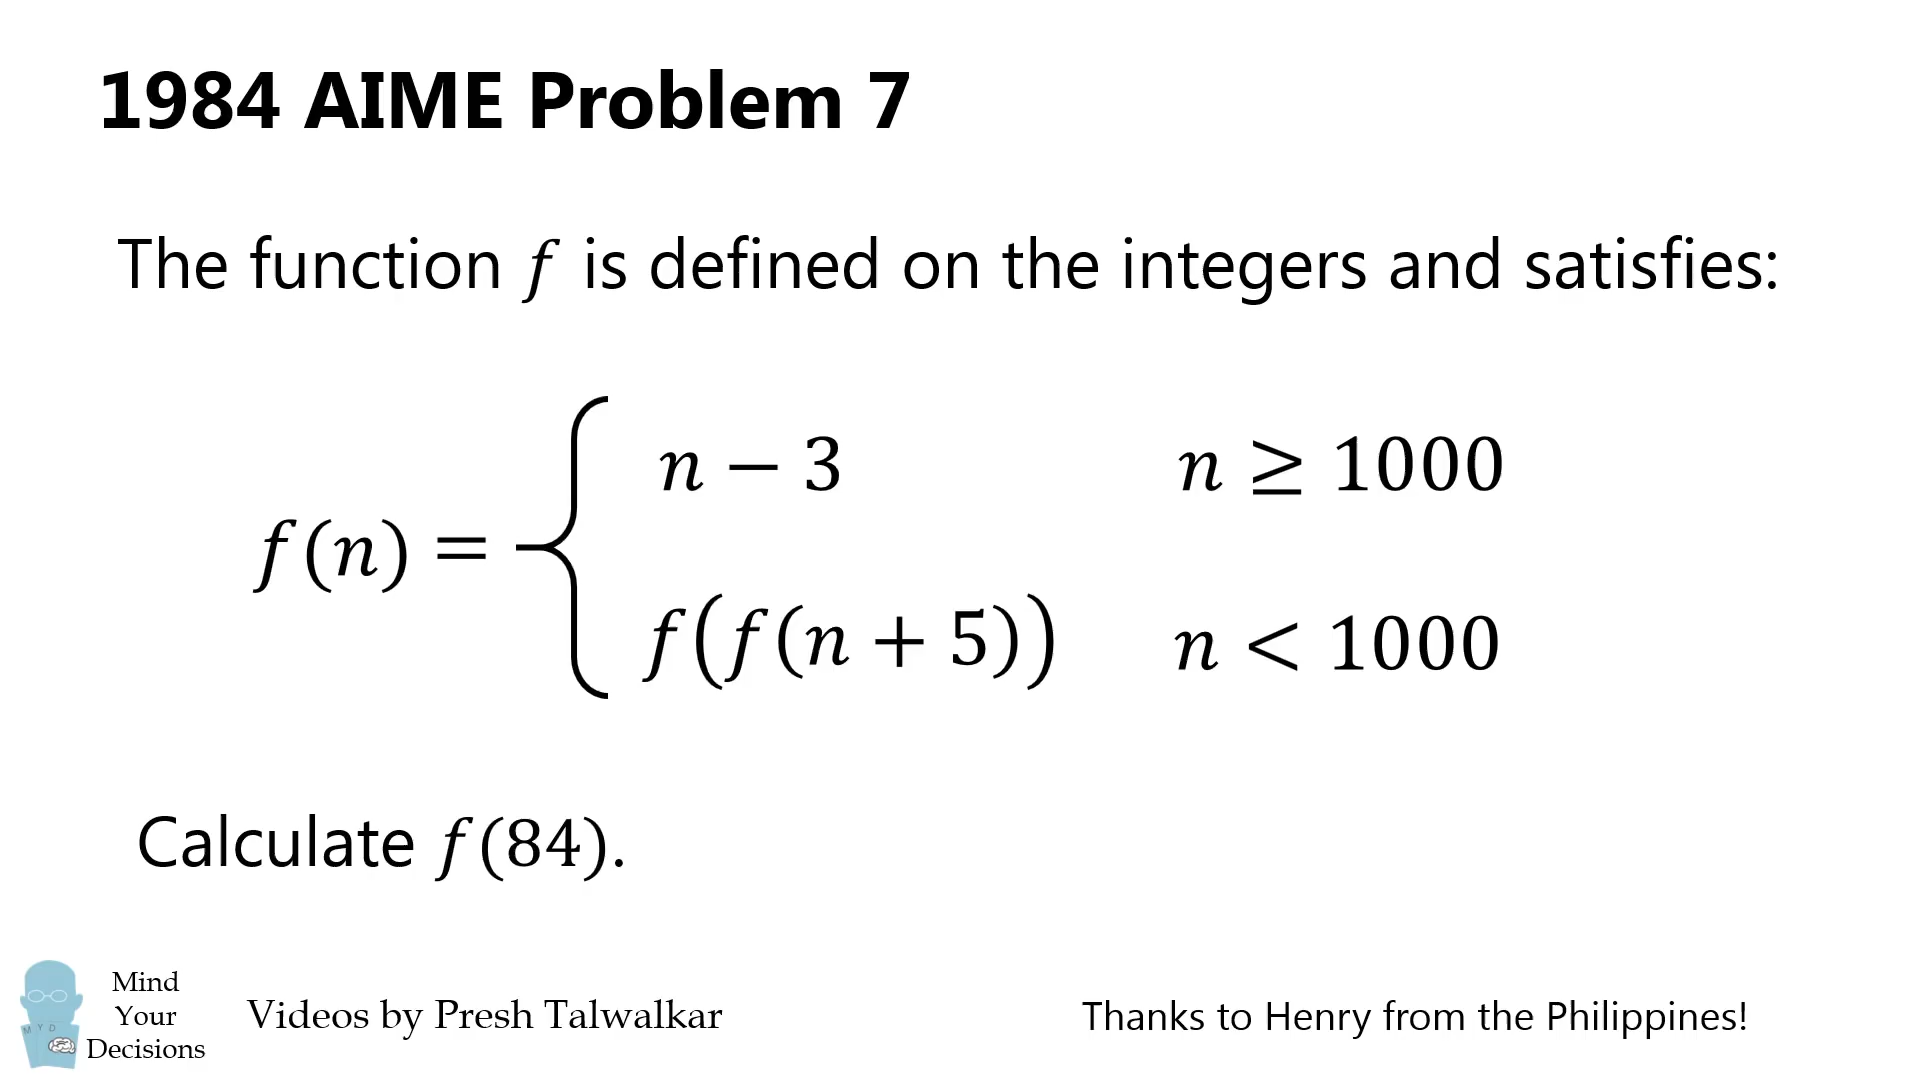 1984 AIME Problem 7
The function f is defined on the integers and satisfies:
n − 3 n ≥ 1000
f(n) =
f(f(n + 5)) n < 1000
Calculate f(84).
Mind
Your
Decisions
M Y D
Videos by Presh Talwalkar
Thanks to Henry from the Philippines!